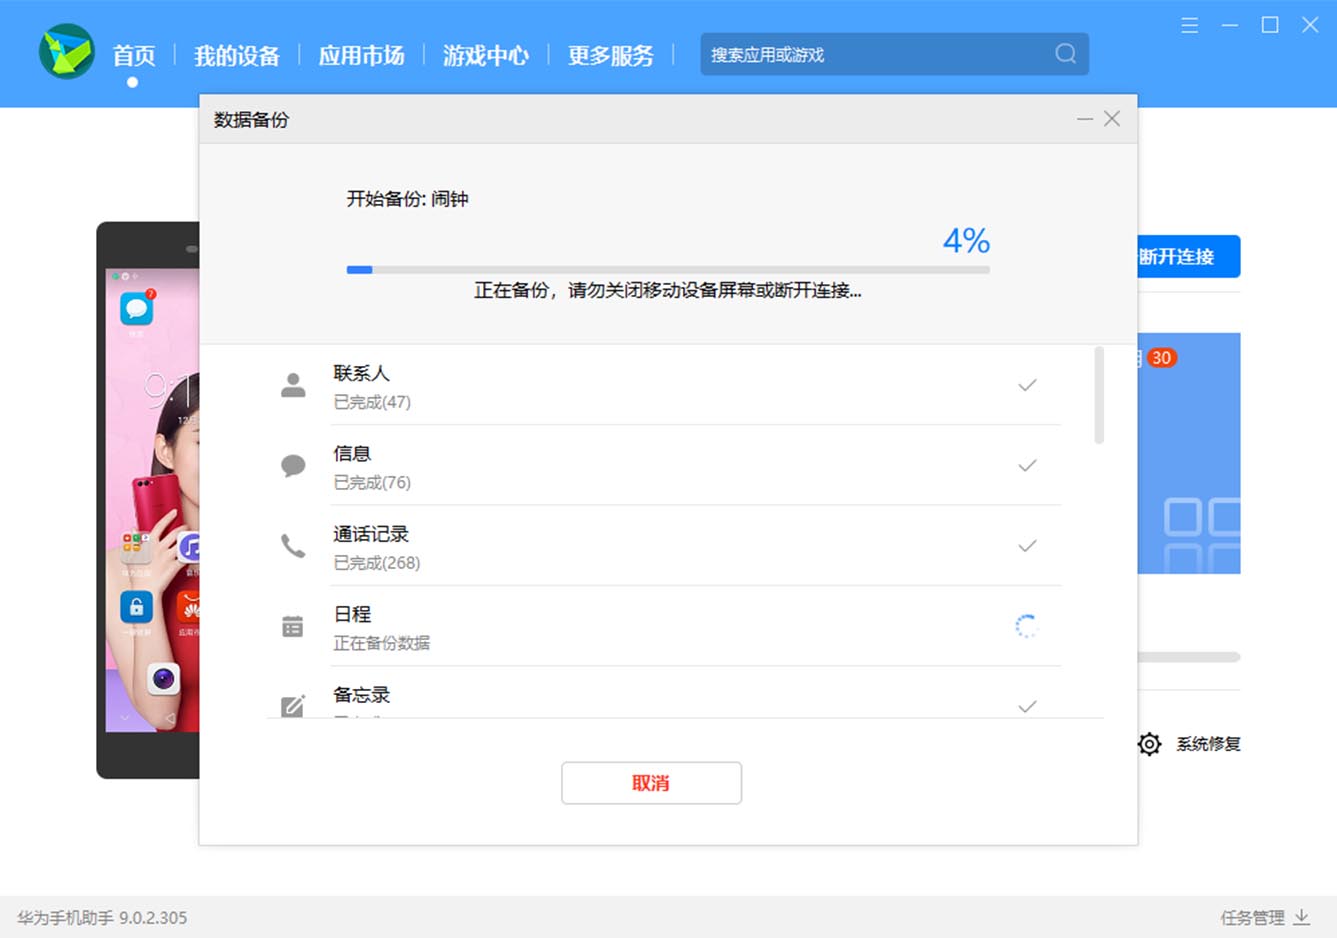 首页 我的设备 应用市场 游戏中心 更多服务 搜索应用或游戏
数据备份
开始备份: 闹钟
4%
正在备份，请勿关闭移动设备屏幕或断开连接...
断开连接
7
30
联系人
已完成(47)
信息
已完成(76)
通话记录
已完成(268)
日程
正在备份数据
备忘录
系统修复
取消
华为手机助手 9.0.2.305
任务管理